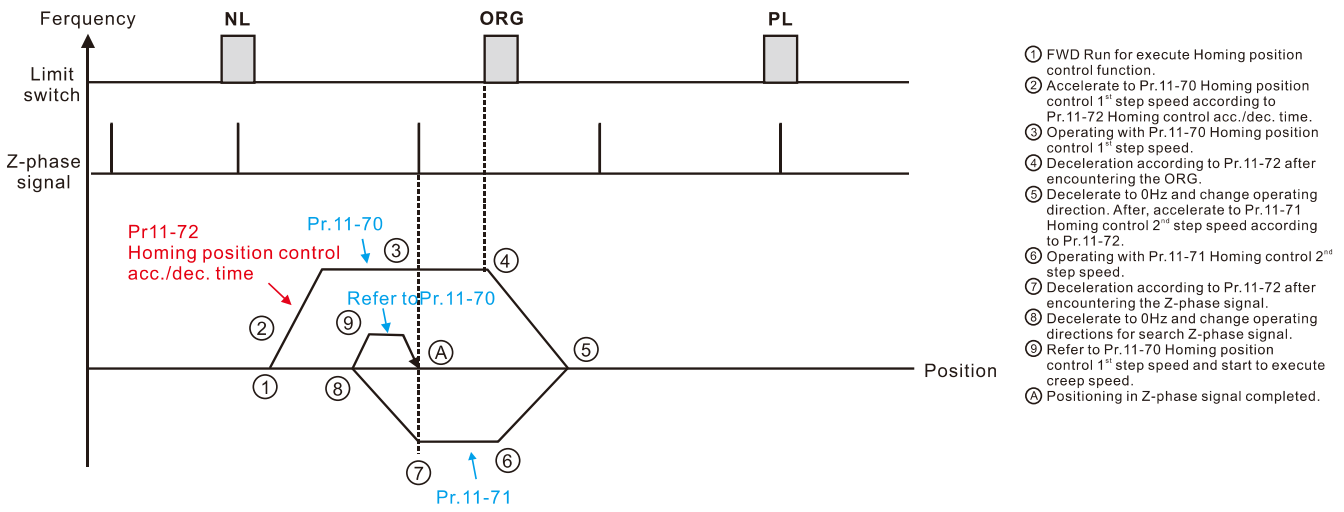 Ferquency
NL
ORG
PL
Limit
switch
Z-phase
signal
Pr11-72
Homing position control
acc./dec. time
Pr.11-70
③
④
Refer toPr.11-70
②
⑨
Ⓐ
⑤
Position
①
⑧
⑦
⑥
Pr.11-71
① FWD Run for execute Homing position
control function.
② Accelerate to Pr.11-70 Homing position
control 1st step speed according to
Pr.11-72 Homing control acc./dec. time.
③ Operating with Pr.11-70 Homing position
control 1st step speed.
④ Deceleration according to Pr.11-72 after
encountering the ORG.
⑤ Decelerate to 0Hz and change operating
direction. After, accelerate to Pr.11-71
Homing control 2nd step speed according
to Pr.11-72.
⑥ Operating with Pr.11-71 Homing control 2nd
step speed.
⑦ Deceleration according to Pr.11-72 after
encountering the Z-phase signal.
⑧ Decelerate to 0Hz and change operating
directions for search Z-phase signal.
⑨ Refer to Pr.11-70 Homing position
control 1st step speed and start to execute
creep speed.
Ⓐ Positioning in Z-phase signal completed.